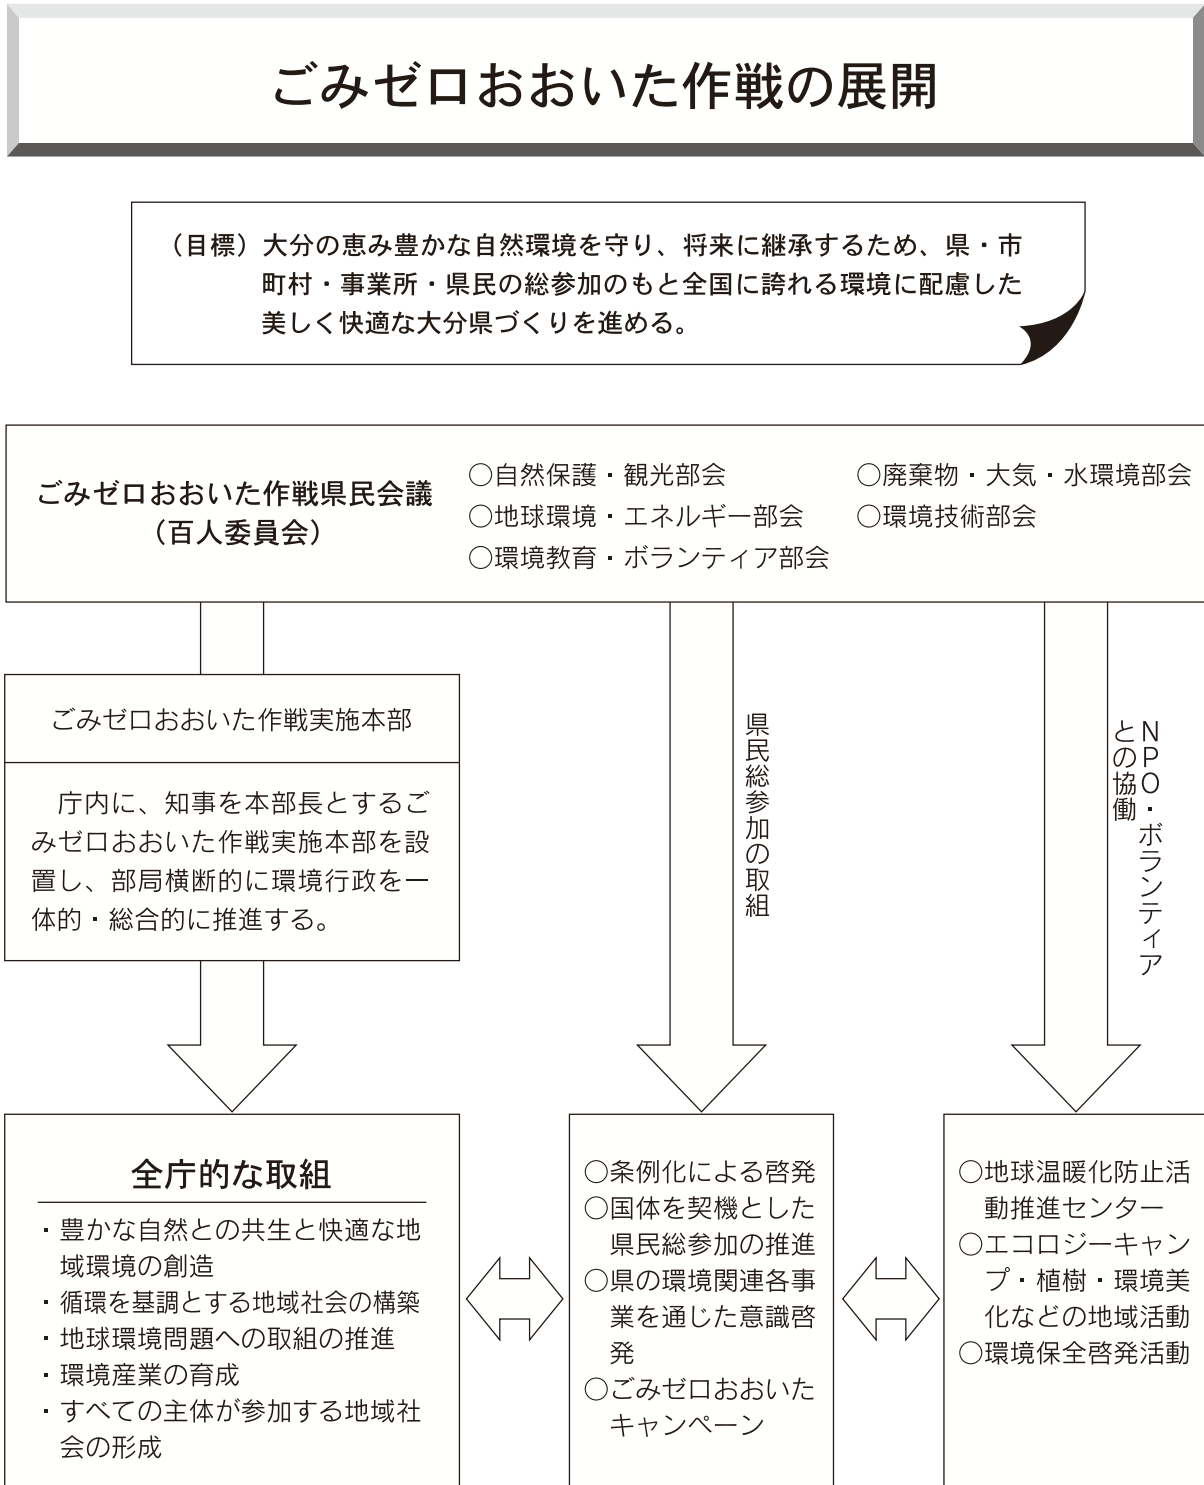 ごみゼロおおいた作戦の展開
（目標）大分の恵み豊かな自然環境を守り、将来に継承するため、県・市
町村・事業所・県民の総参加のもと全国に誇れる環境に配慮した
美しく快適な大分県づくりを進める。
ごみゼロおおいた作戦県民会議
（百人委員会）
○自然保護・観光部会
○地球環境・エネルギー部会
○環境教育・ボランティア部会
○廃棄物・大気・水環境部会
○環境技術部会
ごみゼロおおいた作戦実施本部
庁内に、知事を本部長とするご
みゼロおおいた作戦実施本部を設
置し、部局横断的に環境行政を一
体的・総合的に推進する。
県民総参加の取組
NPO・ボランティア
との協働
全庁的な取組
・豊かな自然との共生と快適な地
域環境の創造
・循環を基調とする地域社会の構築
・地球環境問題への取組の推進
・環境産業の育成
・すべての主体が参加する地域社
会の形成
○条例化による啓発
○国体を契機とした
県民総参加の推進
○県の環境関連各事
業を通じた意識啓
発
○ごみゼロおおいた
キャンペーン
○地球温暖化防止活
動推進センター
○エコロジーキャン
プ・植樹・環境美
化などの地域活動
○環境保全啓発活動